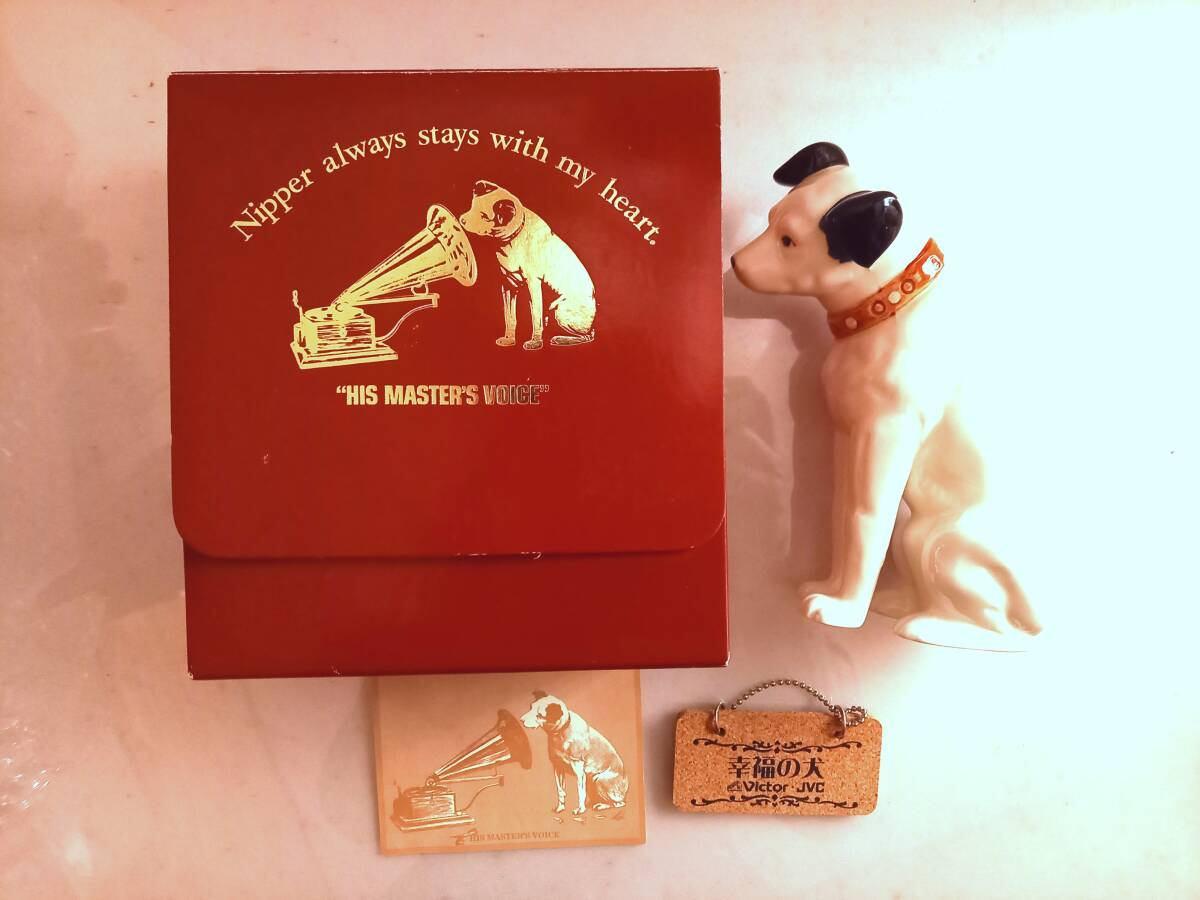 Nipper always stays with my heart.
“HIS MASTER'S VOICE”
HIS MASTER'S VOICE
幸福の犬
Victor · JVC